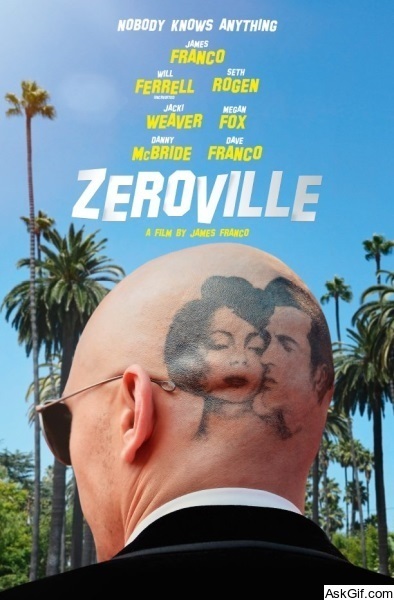 NOBODY KNOWS ANYTHING
JAMES
FRANCO
WILL
FERRELL
SETH
ROGEN
JACKI
WEAVER
MEGAN
FOX
DANNY
McBRIDE
DAVE
FRANCO
ZEROVILLE
A FILM BY JAMES FRANCO
AskGif.com